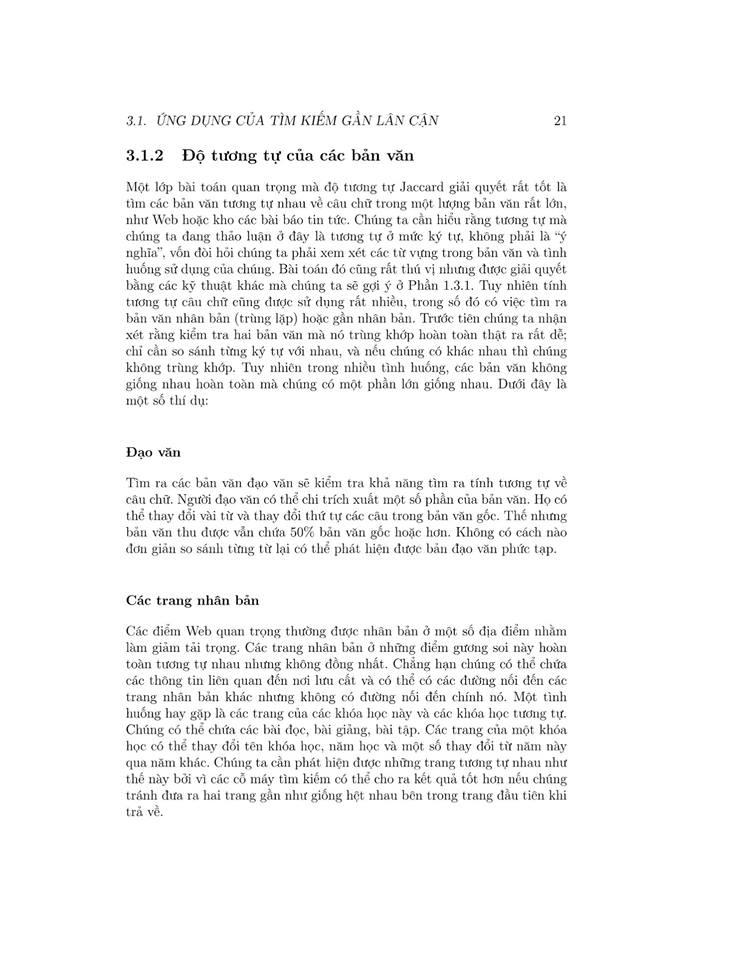 3.1. ỨNG DỤNG CỦA TÌM KIẾM GẦN LÂN CẬN 21
3.1.2 Độ tương tự của các bản văn
Một lớp bài toán quan trọng mà độ tương tự Jaccard giải quyết rất tốt là
tìm các bản văn tương tự nhau về câu chữ trong một lượng bản văn rất lớn,
như Web hoặc kho các bài báo tin tức. Chúng ta cần hiểu rằng tương tự mà
chúng ta đang thảo luận ở đây là tương tự ở mức ký tự, không phải là “ý
nghĩa”, vốn đòi hỏi chúng ta phải xem xét các từ vựng trong bản văn và tình
huống sử dụng của chúng. Bài toán đó cũng rất thú vị nhưng được giải quyết
bằng các kỹ thuật khác mà chúng ta sẽ gợi ý ở Phần 1.3.1. Tuy nhiên tính
tương tự câu chữ cũng được sử dụng rất nhiều, trong số đó có việc tìm ra
bản văn nhân bản (trùng lặp) hoặc gần nhân bản. Trước tiên chúng ta nhận
xét rằng kiểm tra hai bản văn mà nó trùng khớp hoàn toàn thật ra rất dễ;
chỉ cần so sánh từng ký tự với nhau, và nếu chúng có khác nhau thì chúng
không trùng khớp. Tuy nhiên trong nhiều tình huống, các bản văn không
giống nhau hoàn toàn mà chúng có một phần lớn giống nhau. Dưới đây là
một số thí dụ:
Đạo văn
Tìm ra các bản văn đạo văn sẽ kiểm tra khả năng tìm ra tính tương tự về
câu chữ. Người đạo văn có thể chi trích xuất một số phần của bản văn. Họ có
thể thay đổi vài từ và thay đổi thứ tự các câu trong bản văn gốc. Thế nhưng
bản văn thu được vẫn chứa 50% bản văn gốc hoặc hơn. Không có cách nào
đơn giản so sánh từng từ lại có thể phát hiện được bản đạo văn phức tạp.
Các trang nhân bản
Các điểm Web quan trọng thường được nhân bản ở một số địa điểm nhằm
làm giảm tải trọng. Các trang nhân bản ở những điểm gương soi này hoàn
toàn tương tự nhau nhưng không đồng nhất. Chẳng hạn chúng có thể chứa
các thông tin liên quan đến nơi lưu cất và có thể có các đường nối đến các
trang nhân bản khác nhưng không có đường nối đến chính nó. Một tình
huống hay gặp là các trang của các khóa học này và các khóa học tương tự.
Chúng có thể chứa các bài đọc, bài giảng, bài tập. Các trang của một khóa
học có thể thay đổi tên khóa học, năm học và một số thay đổi từ năm này
qua năm khác. Chúng ta cần phát hiện được những trang tương tự nhau như
thế này bởi vì các cỗ máy tìm kiếm có thể cho ra kết quả tốt hơn nếu chúng
tránh đưa ra hai trang gần như giống hệt nhau bên trong trang đầu tiên khi
trả về.